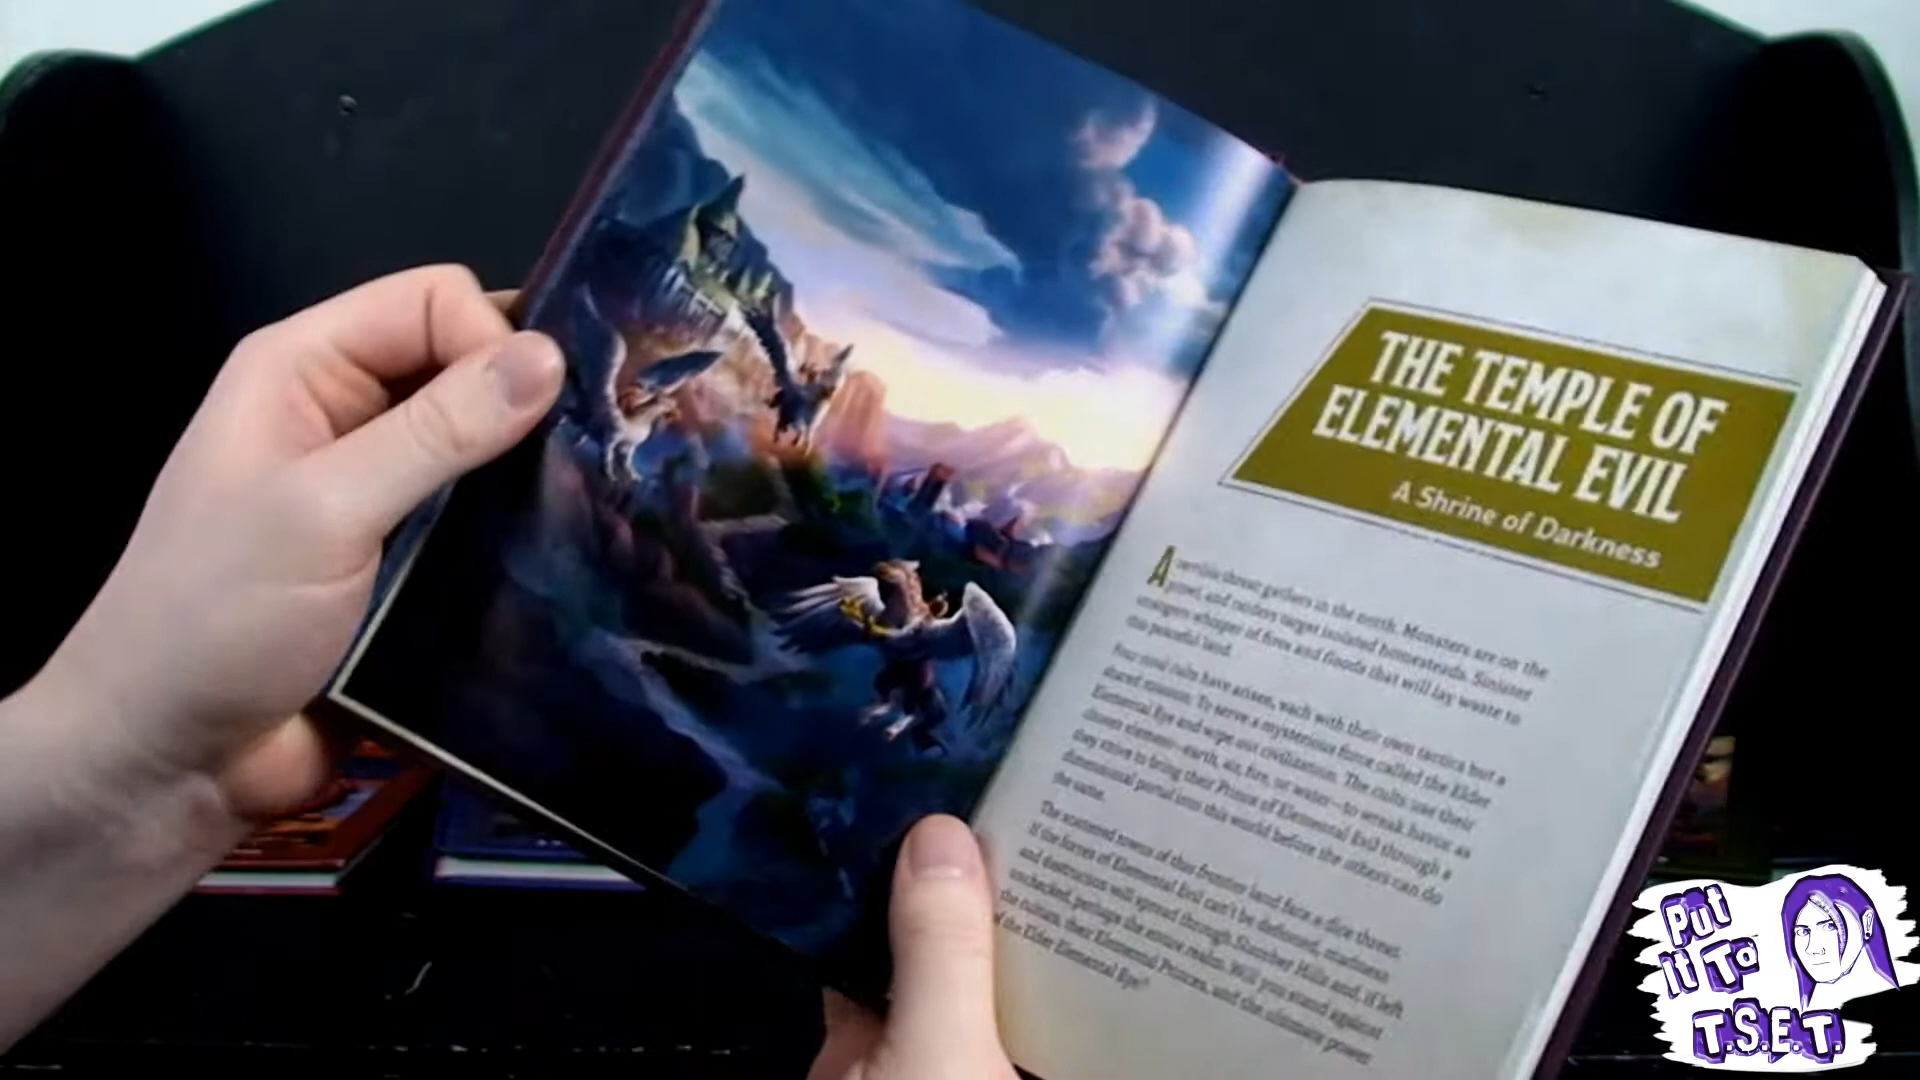 THE TEMPLE OF
ELEMENTAL EVIL
A Shrine of Darkness
A terrible threat gathers in the north. Monsters are on the
prowl, and raiders target isolated homesteads. Sinister
strangers whisper of fires and floods that will lay waste to
this peaceful land.
Four cruel cults have arisen, each with their own tactics but a
shared mission: To serve a mysterious force called the Elder
Elemental Eye and wipe out civilization. The cults use their
chosen element—earth, air, fire, or water—to wreak havoc as
they strive to bring their Prince of Elemental Evil through a
dimensional portal into this world before the others can do
the same.
The scattered towns of this frontier land face a dire threat.
If the forces of Elemental Evil can't be defeated, madness
and destruction will spread through Sumber Hills and, if left
unchecked, perhaps the entire realm. Will you stand against
the cultists, their Elemental Princes, and the ultimate power
of the Elder Elemental Eye?
Put
It To
T.S.E.T.